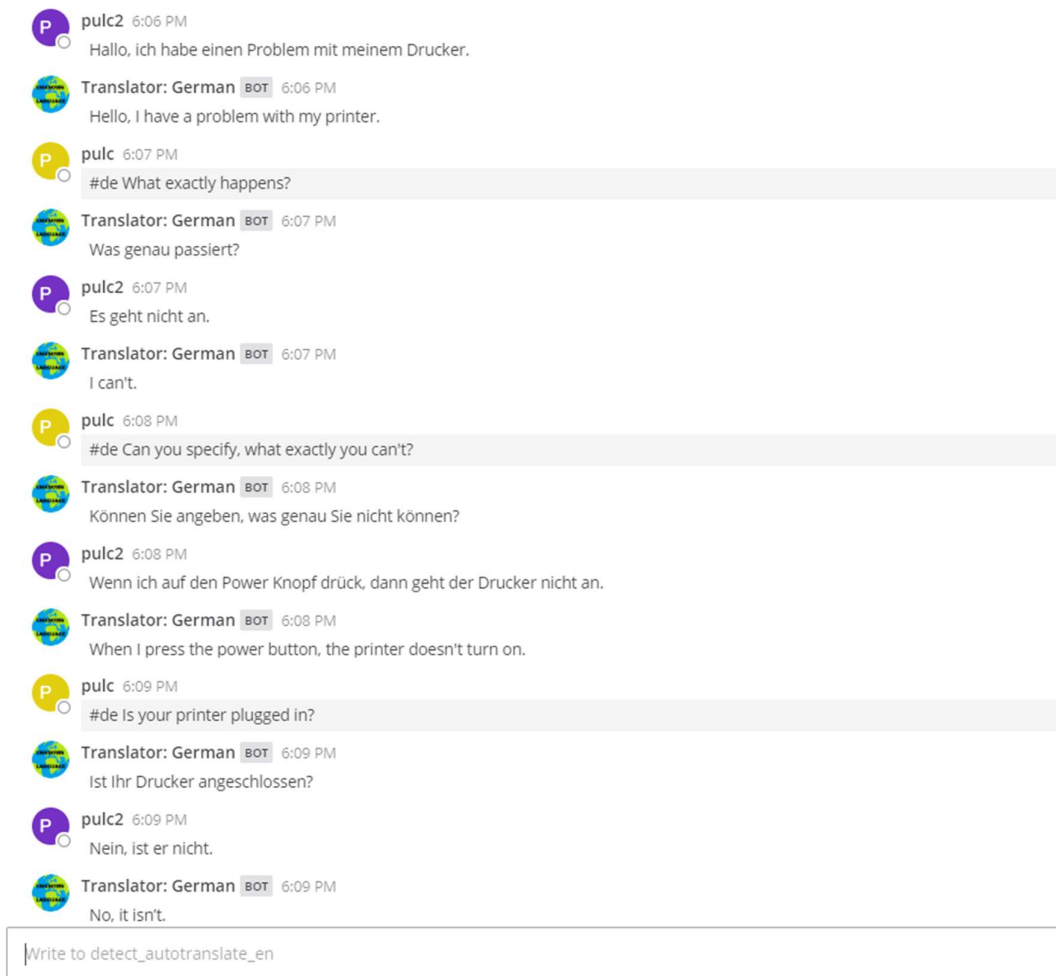 pulc2 6:06 PM
Hallo, ich habe einen Problem mit meinem Drucker.
Translator: German BOT 6:06 PM
Hello, I have a problem with my printer.
pulc 6:07 PM
#de What exactly happens?
Translator: German BOT 6:07 PM
Was genau passiert?
pulc2 6:07 PM
Es geht nicht an.
Translator: German BOT 6:07 PM
I can't.
pulc 6:08 PM
#de Can you specify, what exactly you can't?
Translator: German BOT 6:08 PM
Können Sie angeben, was genau Sie nicht können?
pulc2 6:08 PM
Wenn ich auf den Power Knopf drück, dann geht der Drucker nicht an.
Translator: German BOT 6:08 PM
When I press the power button, the printer doesn't turn on.
pulc 6:09 PM
#de Is your printer plugged in?
Translator: German BOT 6:09 PM
Ist Ihr Drucker angeschlossen?
pulc2 6:09 PM
Nein, ist er nicht.
Translator: German BOT 6:09 PM
No, it isn't.
Write to detect_autotranslate_en